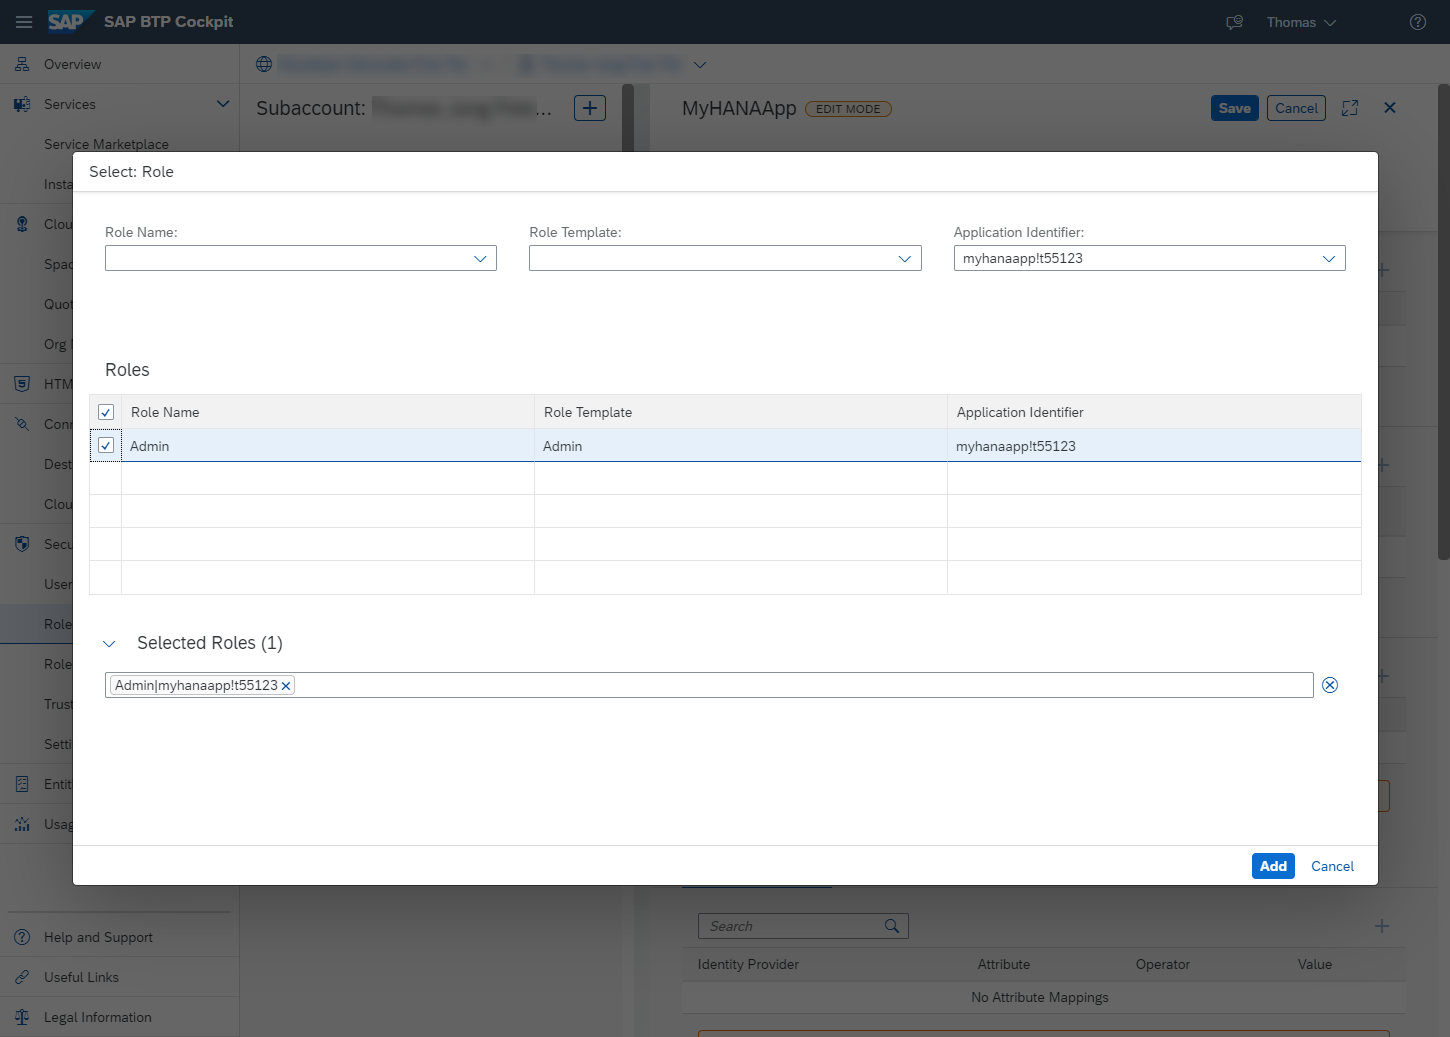 SAP SAP BTP Cockpit Thomas
Overview
Services
Subaccount:
MyHANAApp EDIT MODE Save Cancel
Service Marketplace
Select: Role
Insta
Role Name: Role Template: Application Identifier:
Clou
myhanaapp!t55123
Spac
Quot
Org
Roles
HTM
Role Name Role Template Application Identifier
Conn
Admin Admin myhanaapp!t55123
Dest
Clou
Secu
User
Role
Selected Roles (1)
Role
Admin|myhanaapp!t55123
Trust
Setti
Entit
Usag
Add Cancel
Search
Help and Support
Identity Provider Attribute Operator Value
Useful Links
No Attribute Mappings
Legal Information